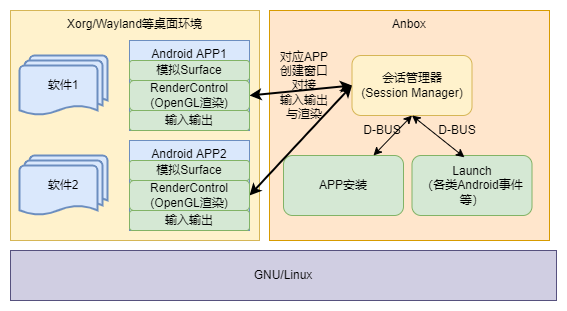 Xorg/Wayland等桌面环境
软件1
Android APP1
模拟Surface
RenderControl
(OpenGL渲染)
输入输出
软件2
Android APP2
模拟Surface
RenderControl
(OpenGL渲染)
输入输出
Anbox
对应APP
创建窗口
对接
输入输出
与渲染
会话管理器
(Session Manager)
D-BUS
D-BUS
APP安装
Launch
（各类Android事件
等）
GNU/Linux